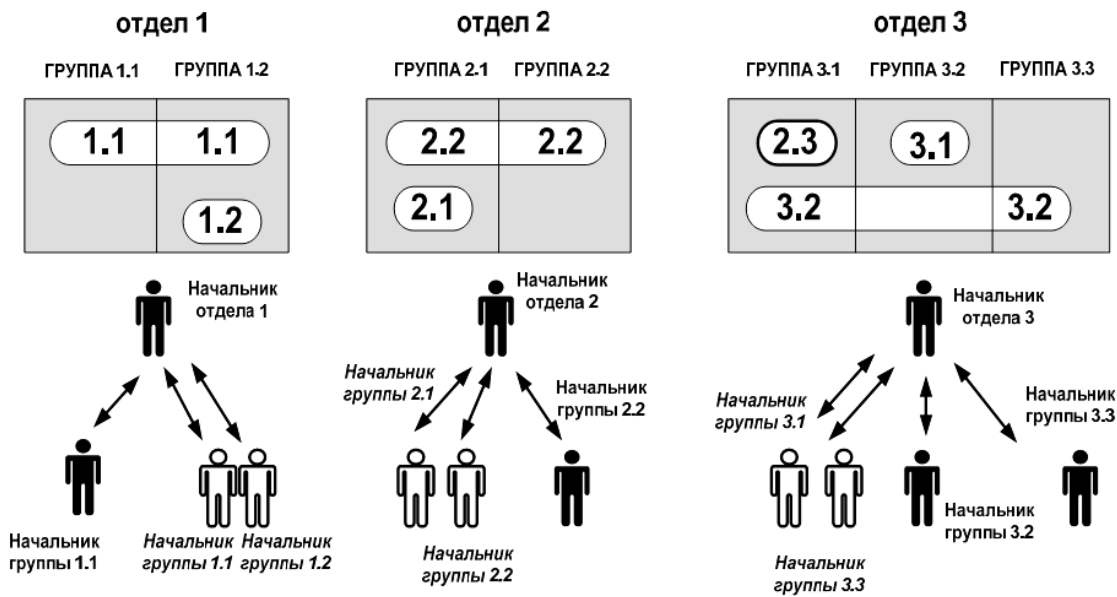 отдел 1
отдел 2
отдел 3
ГРУППА 1.1
ГРУППА 1.2
ГРУППА 2.1
ГРУППА 2.2
ГРУППА 3.1
ГРУППА 3.2
ГРУППА 3.3
1.1
1.1
2.2
2.2
2.3
3.1
1.2
2.1
3.2
3.2
Начальник
отдела 1
Начальник
отдела 2
Начальник
отдела 3
Начальник
группы 2.1
Начальник
группы 2.2
Начальник
группы 3.1
Начальник
группы 3.3
Начальник
группы 1.1
Начальник
группы 1.1
Начальник
группы 1.2
Начальник
группы 2.2
Начальник
группы 3.2
Начальник
группы 3.3